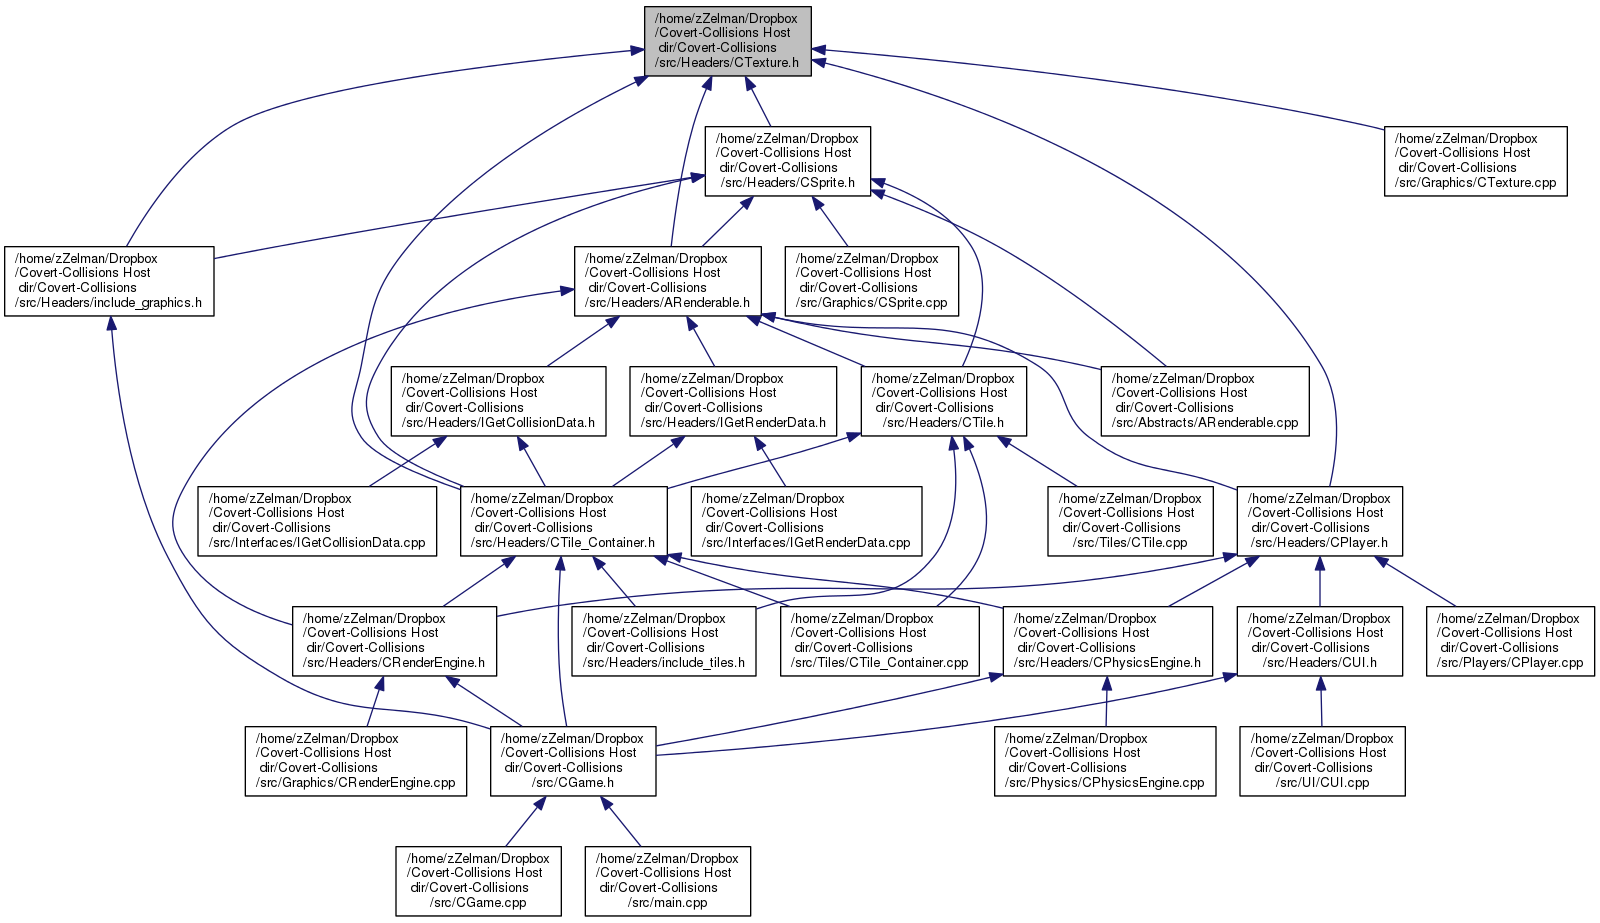 /home/zZelman/Dropbox
/Covert-Collisions Host
dir/Covert-Collisions
/src/Headers/CTexture.h
/home/zZelman/Dropbox
/Covert-Collisions Host
dir/Covert-Collisions
/src/Headers/CSprite.h
/home/zZelman/Dropbox
/Covert-Collisions Host
dir/Covert-Collisions
/src/Graphics/CTexture.cpp
/home/zZelman/Dropbox
/Covert-Collisions Host
dir/Covert-Collisions
/src/Headers/include_graphics.h
/home/zZelman/Dropbox
/Covert-Collisions Host
dir/Covert-Collisions
/src/Headers/ARenderable.h
/home/zZelman/Dropbox
/Covert-Collisions Host
dir/Covert-Collisions
/src/Graphics/CSprite.cpp
/home/zZelman/Dropbox
/Covert-Collisions Host
dir/Covert-Collisions
/src/Headers/IGetCollisionData.h
/home/zZelman/Dropbox
/Covert-Collisions Host
dir/Covert-Collisions
/src/Headers/IGetRenderData.h
/home/zZelman/Dropbox
/Covert-Collisions Host
dir/Covert-Collisions
/src/Headers/CTile.h
/home/zZelman/Dropbox
/Covert-Collisions Host
dir/Covert-Collisions
/src/Abstracts/ARenderable.cpp
/home/zZelman/Dropbox
/Covert-Collisions Host
dir/Covert-Collisions
/src/Interfaces/IGetCollisionData.cpp
/home/zZelman/Dropbox
/Covert-Collisions Host
dir/Covert-Collisions
/src/Headers/CTile_Container.h
/home/zZelman/Dropbox
/Covert-Collisions Host
dir/Covert-Collisions
/src/Interfaces/IGetRenderData.cpp
/home/zZelman/Dropbox
/Covert-Collisions Host
dir/Covert-Collisions
/src/Tiles/CTile.cpp
/home/zZelman/Dropbox
/Covert-Collisions Host
dir/Covert-Collisions
/src/Headers/CPlayer.h
/home/zZelman/Dropbox
/Covert-Collisions Host
dir/Covert-Collisions
/src/Headers/CRenderEngine.h
/home/zZelman/Dropbox
/Covert-Collisions Host
dir/Covert-Collisions
/src/Headers/include_tiles.h
/home/zZelman/Dropbox
/Covert-Collisions Host
dir/Covert-Collisions
/src/Tiles/CTile_Container.cpp
/home/zZelman/Dropbox
/Covert-Collisions Host
dir/Covert-Collisions
/src/Headers/CPhysicsEngine.h
/home/zZelman/Dropbox
/Covert-Collisions Host
dir/Covert-Collisions
/src/Headers/CUI.h
/home/zZelman/Dropbox
/Covert-Collisions Host
dir/Covert-Collisions
/src/Players/CPlayer.cpp
/home/zZelman/Dropbox
/Covert-Collisions Host
dir/Covert-Collisions
/src/Graphics/CRenderEngine.cpp
/home/zZelman/Dropbox
/Covert-Collisions Host
dir/Covert-Collisions
/src/CGame.h
/home/zZelman/Dropbox
/Covert-Collisions Host
dir/Covert-Collisions
/src/Physics/CPhysicsEngine.cpp
/home/zZelman/Dropbox
/Covert-Collisions Host
dir/Covert-Collisions
/src/UI/CUI.cpp
/home/zZelman/Dropbox
/Covert-Collisions Host
dir/Covert-Collisions
/src/CGame.cpp
/home/zZelman/Dropbox
/Covert-Collisions Host
dir/Covert-Collisions
/src/main.cpp